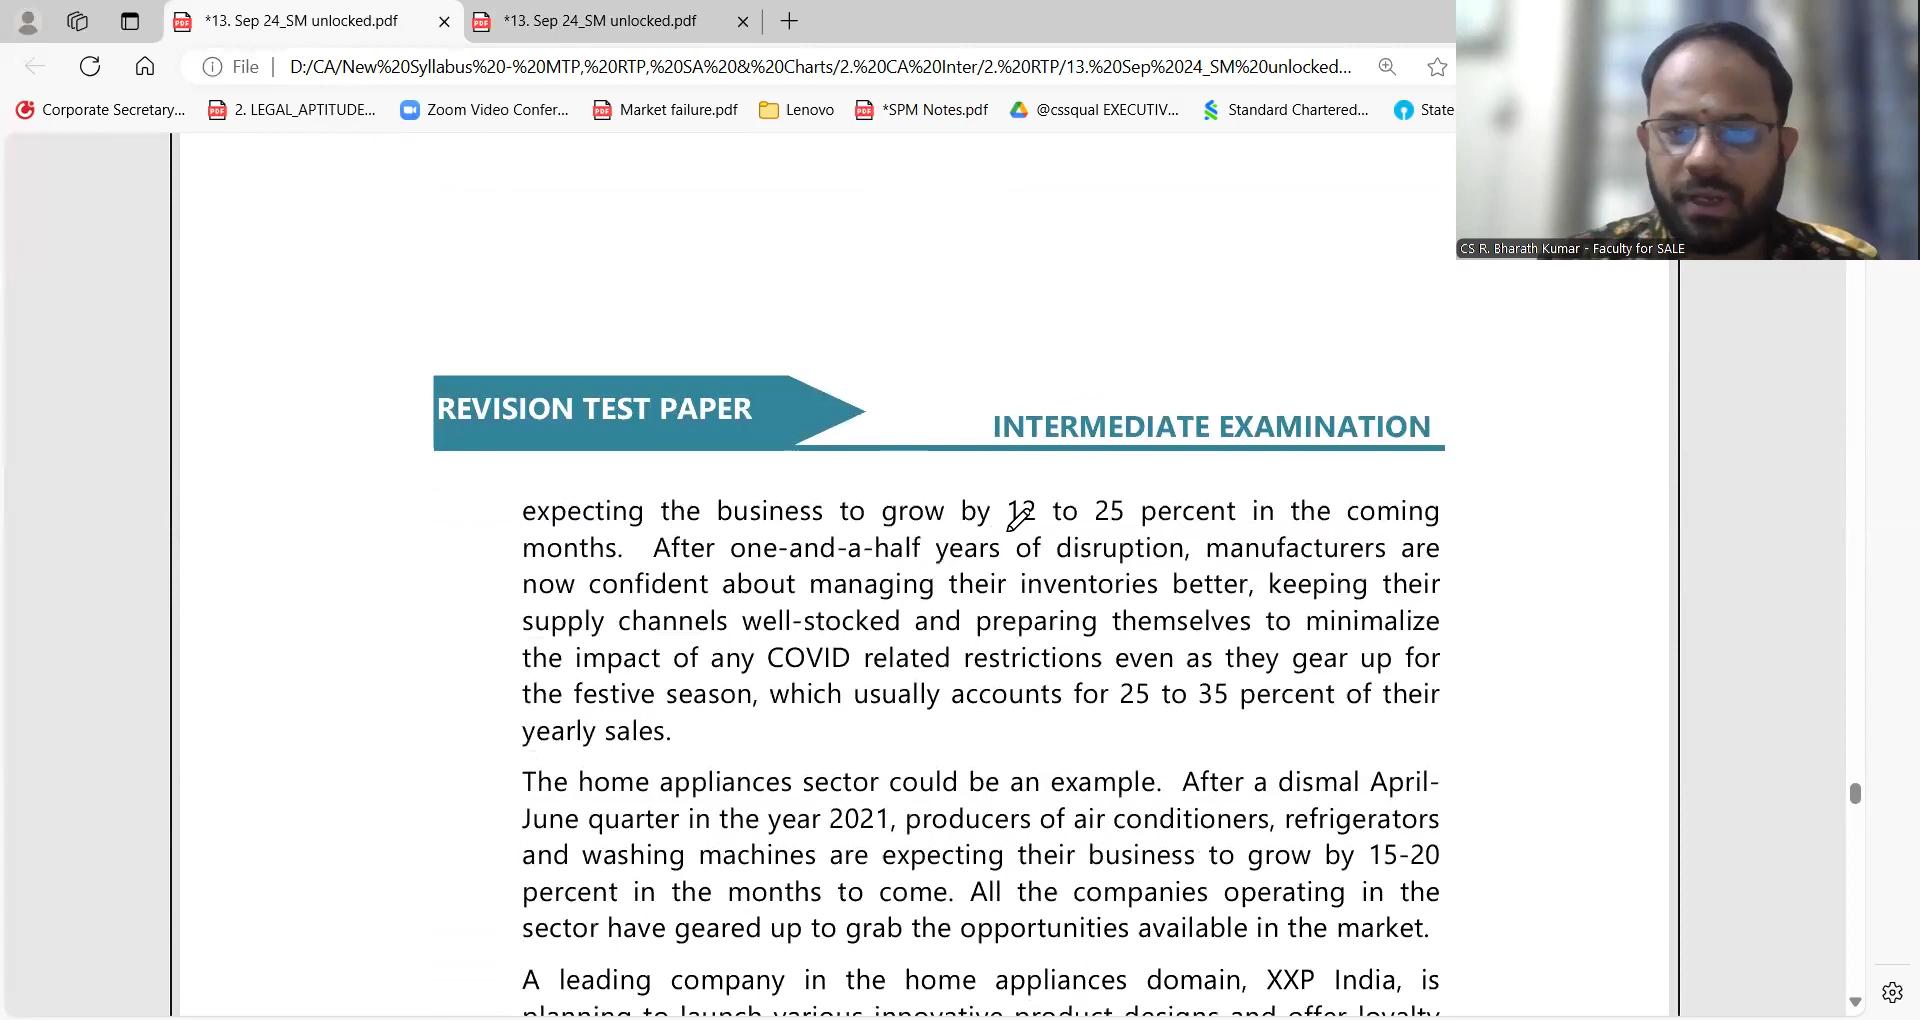 *13. Sep 24_SM unlocked.pdf
*13. Sep 24_SM unlocked.pdf
File
D:/CA/New%20Syllabus%20-%20MTP,%20RTP,%20SA%20&%20Charts/2.%20CA%20Inter/2.%20RTP/13.%20Sep%2024_SM%20unlocked...
Corporate Secretary...
2. LEGAL_APTITUDE...
Zoom Video Confer...
Market failure.pdf
Lenovo
*SPM Notes.pdf
@cssqual EXECUTIV...
Standard Chartered...
State
CS R. Bharath Kumar - Faculty for SALE
REVISION TEST PAPER
INTERMEDIATE EXAMINATION
expecting the business to grow by 12 to 25 percent in the coming
months. After one-and-a-half years of disruption, manufacturers are
now confident about managing their inventories better, keeping their
supply channels well-stocked and preparing themselves to minimalize
the impact of any COVID related restrictions even as they gear up for
the festive season, which usually accounts for 25 to 35 percent of their
yearly sales.
The home appliances sector could be an example. After a dismal April-
June quarter in the year 2021, producers of air conditioners, refrigerators
and washing machines are expecting their business to grow by 15-20
percent in the months to come. All the companies operating in the
sector have geared up to grab the opportunities available in the market.
A leading company in the home appliances domain, XXP India, is
planning to launch various innovative product designs and offer loyalty